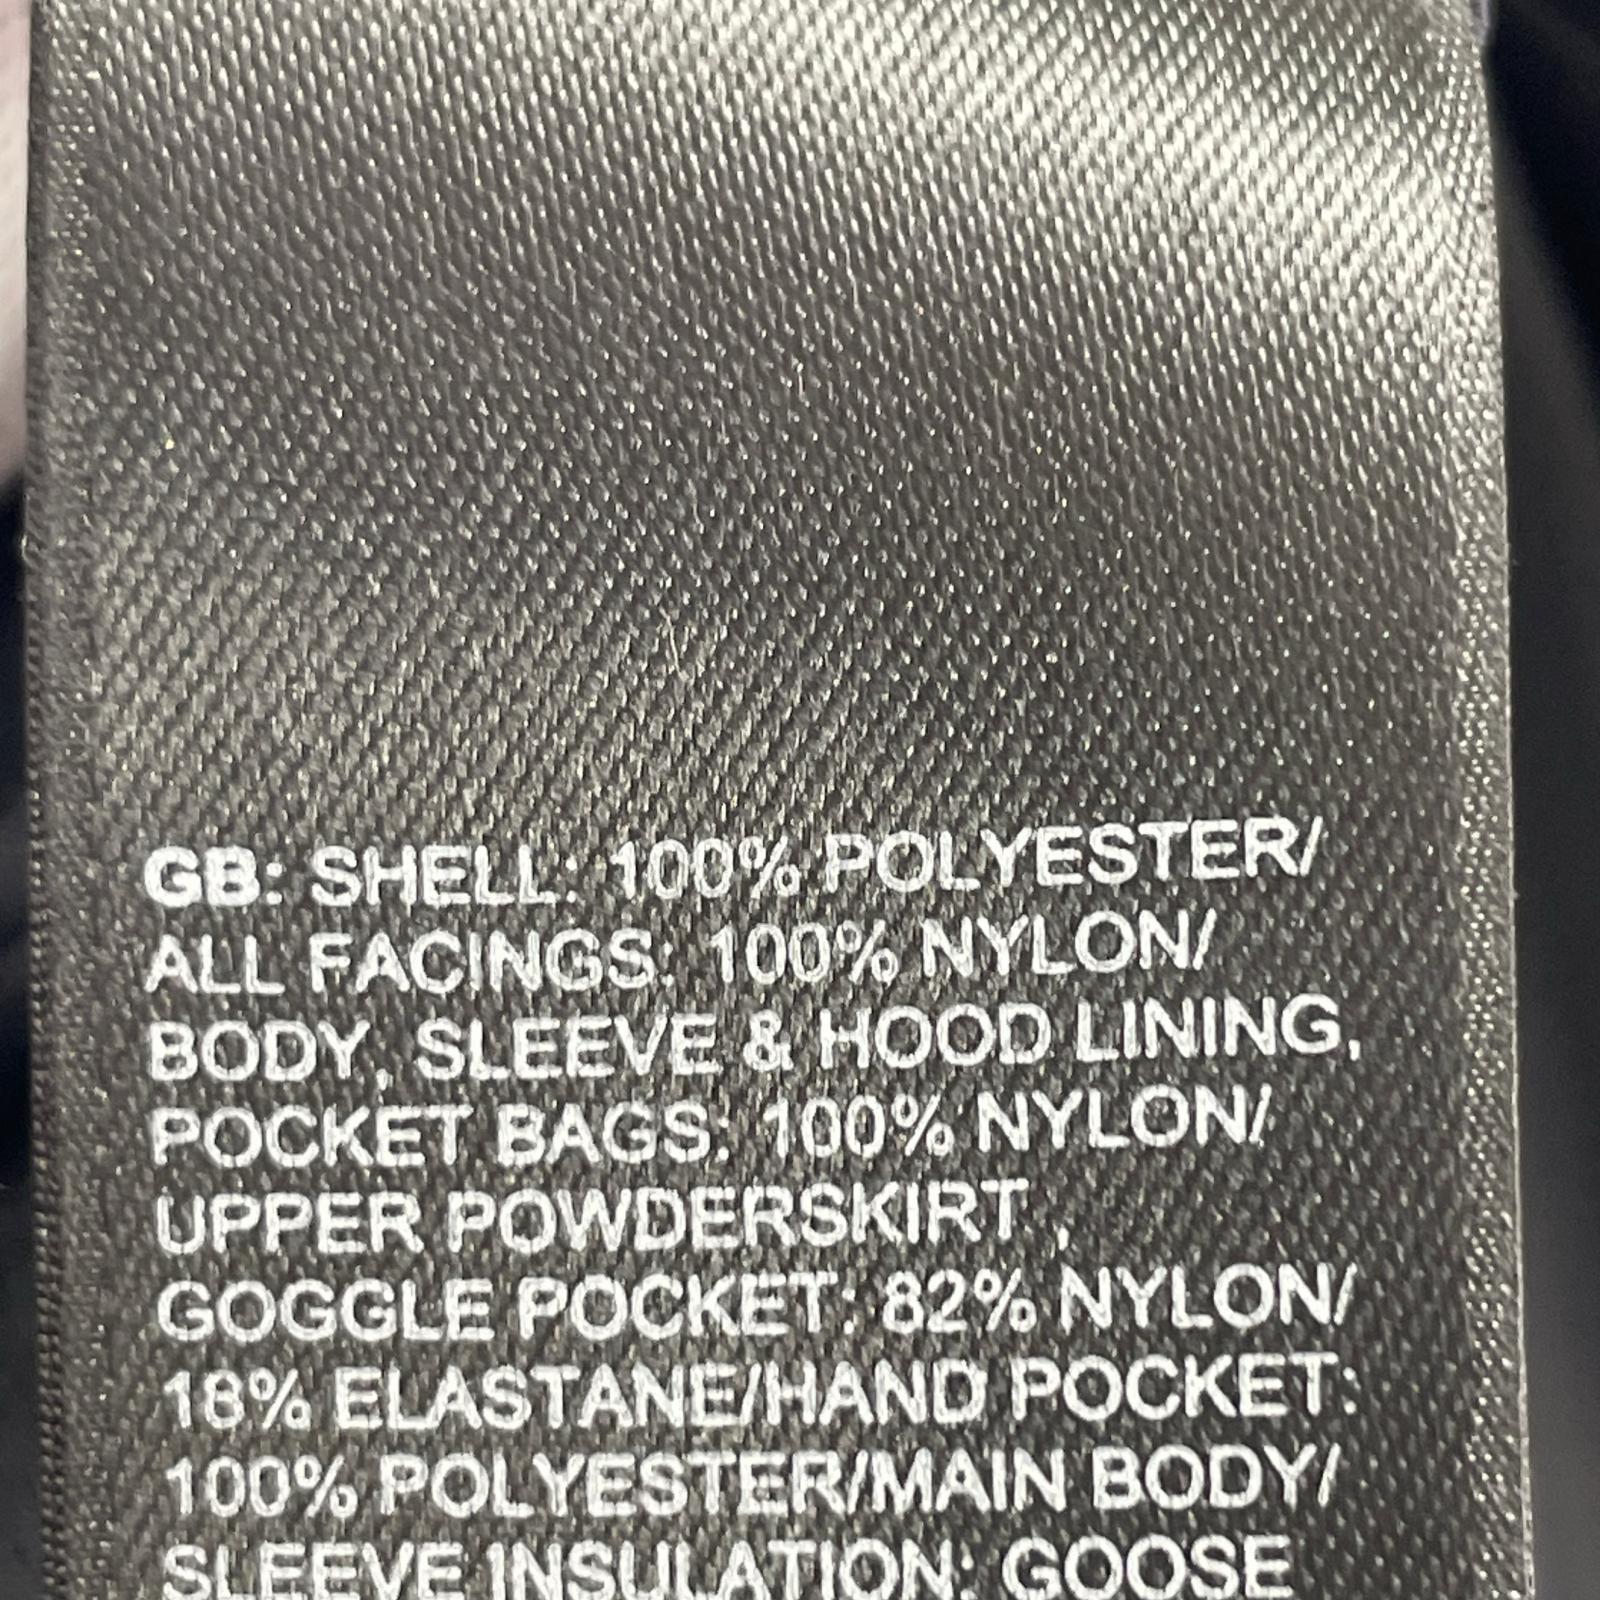 GB: SHELL: 100% POLYESTER/
ALL FACINGS: 100% NYLON/
BODY, SLEEVE & HOOD LINING,
POCKET BAGS: 100% NYLON/
UPPER POWDERSKIRT ,
GOGGLE POCKET: 82% NYLON/
18% ELASTANE/HAND POCKET:
100% POLYESTER/MAIN BODY/
SLEEVE INSULATION: GOOSE